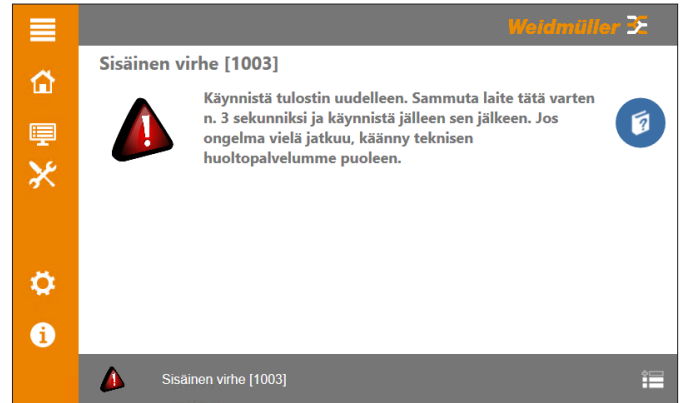 Weidmüller
Sisäinen virhe [1003]
Käynnistä tulostin uudelleen. Sammuta laite tätä varten
n. 3 sekunniksi ja käynnistä jälleen sen jälkeen. Jos
ongelma vielä jatkuu, käänny teknisen
huoltopalvelumme puoleen.
Sisäinen virhe [1003]